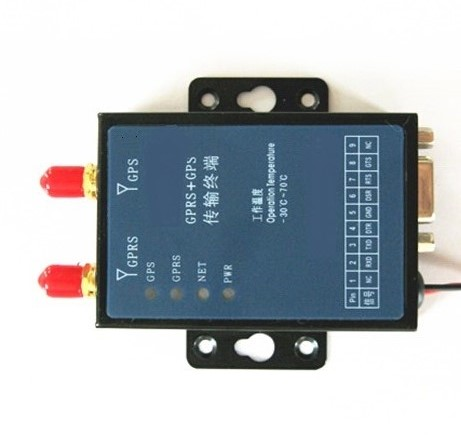 GPRS GPS
GPS
GPRS
NET
PWR
GPRS+GPS
传输终端
工作温度
Operation Temperature
-30℃~70℃
Pin 1 2 3 4 5 6 7 8 9
信号 NC RXD TXD DTR GND DSR RTS CTS NC